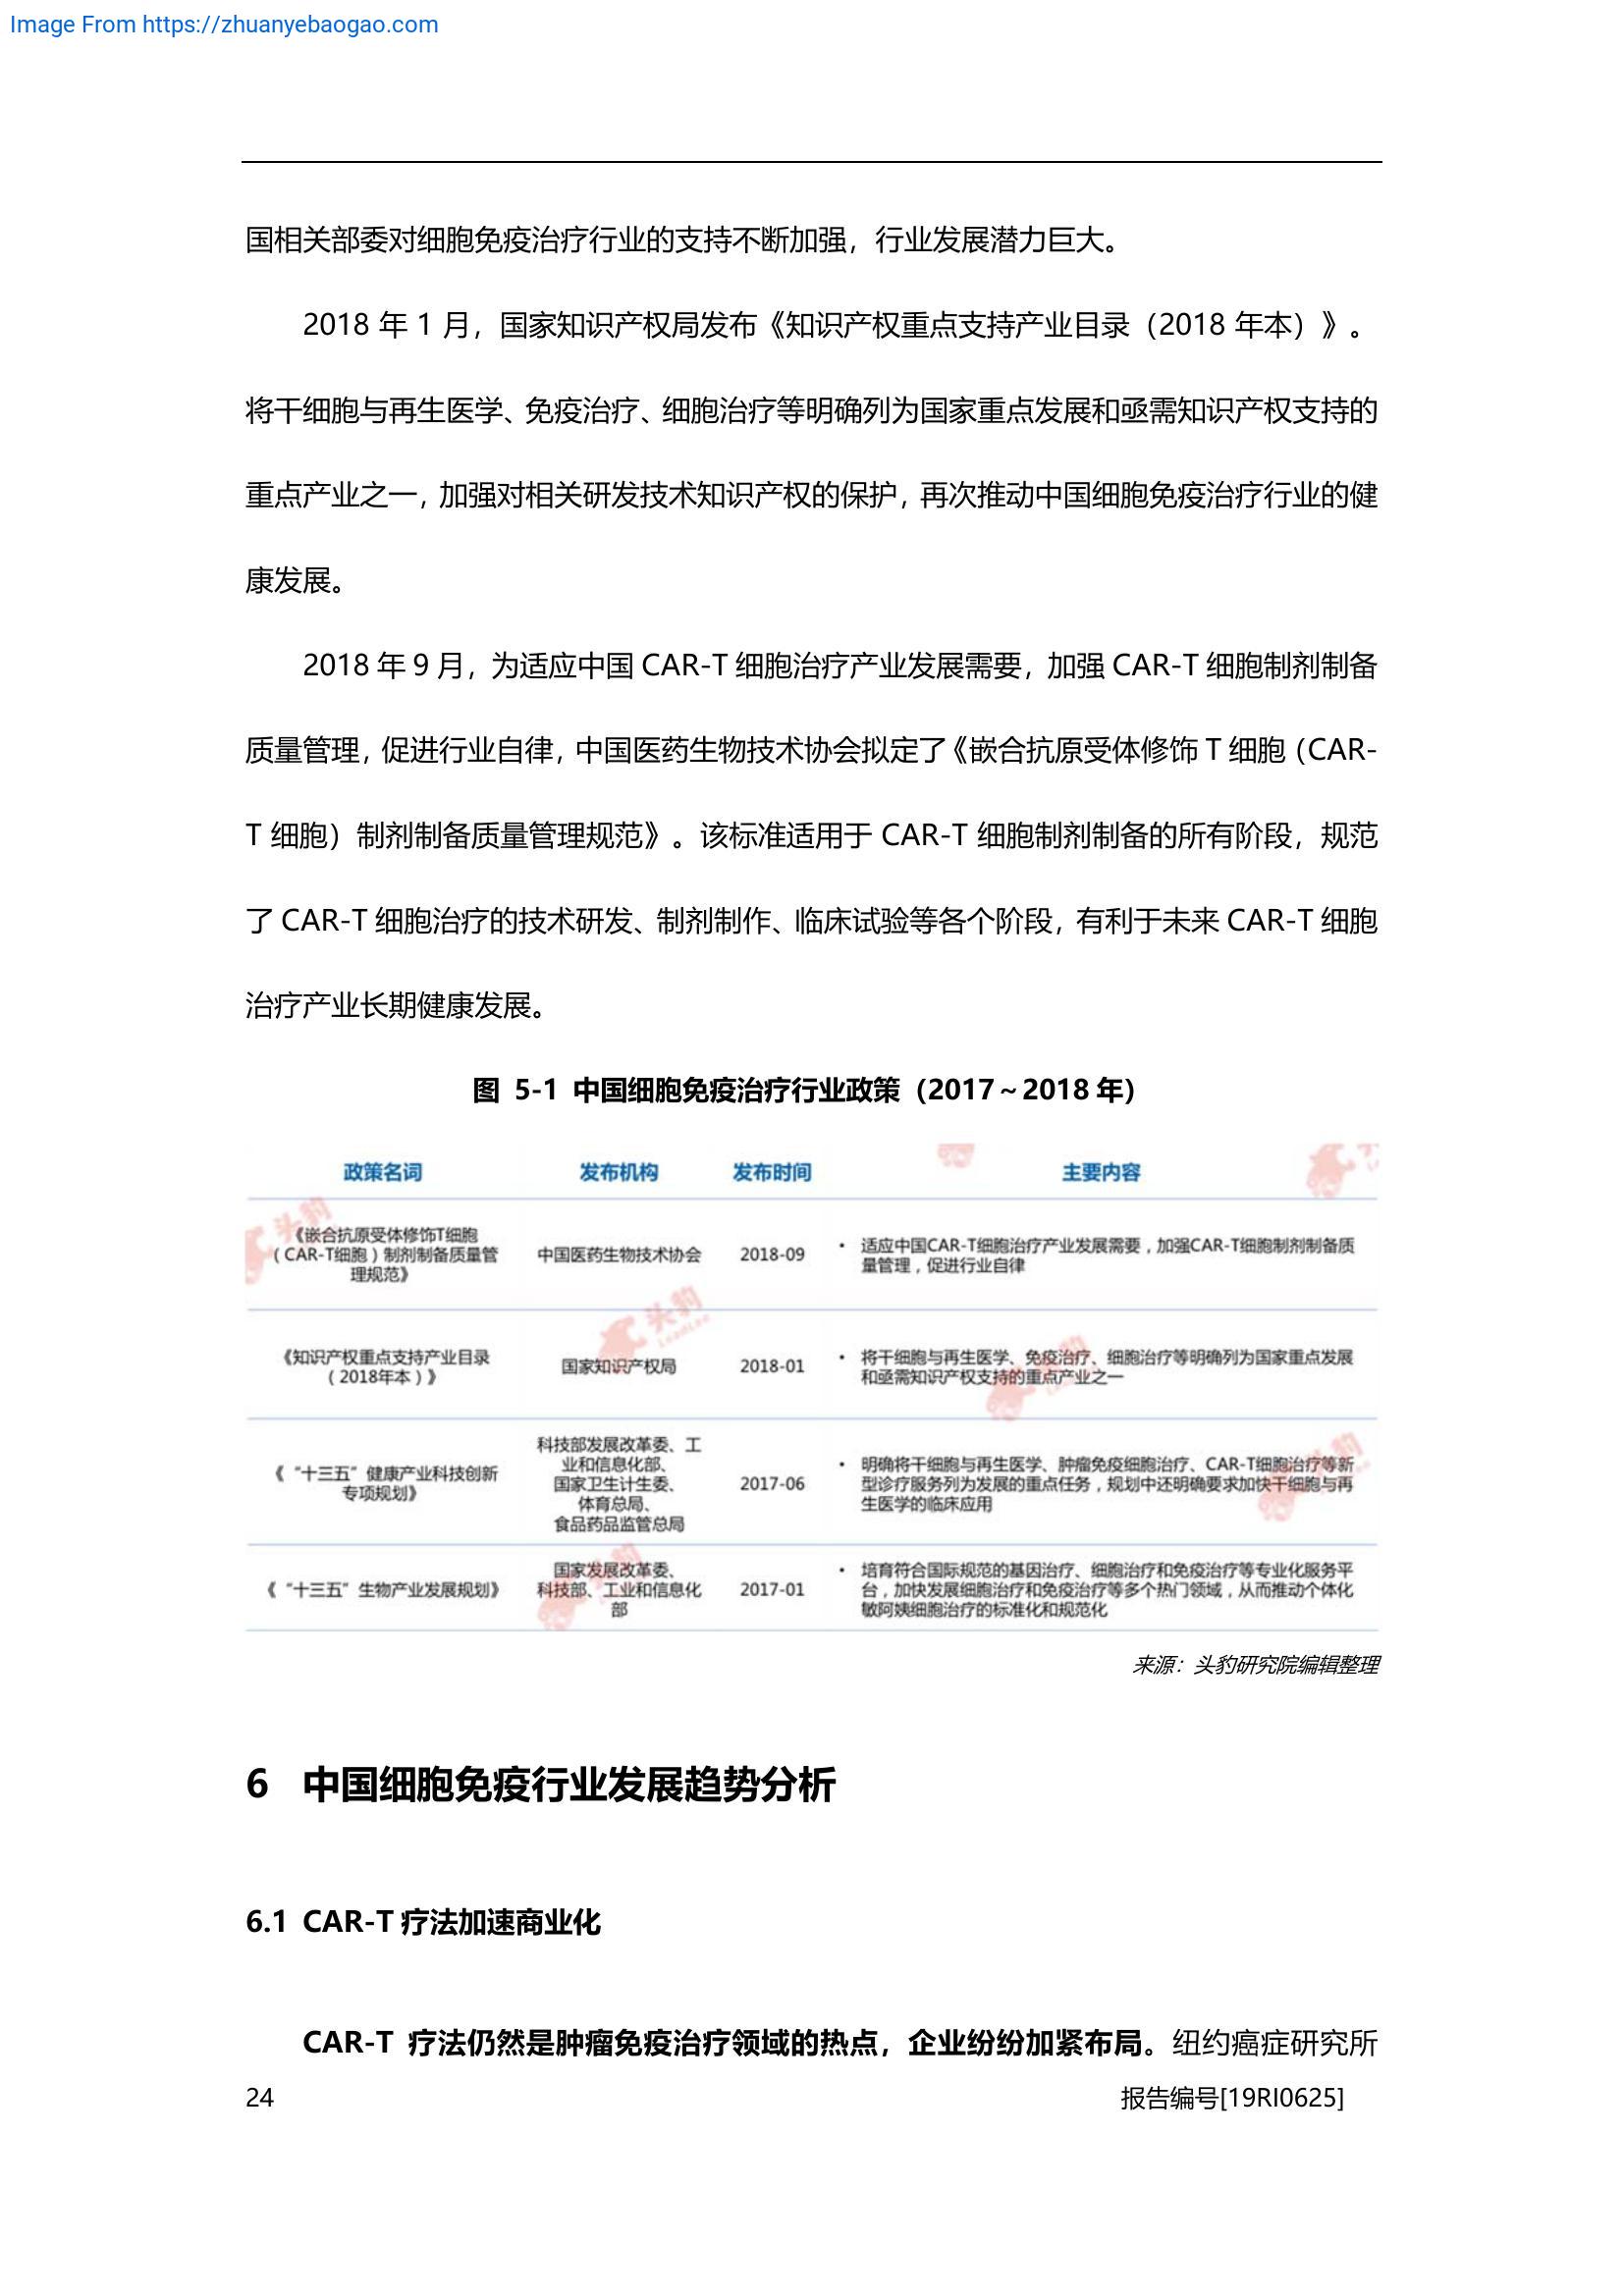 Image From https://zhuanyebaogao.com
国相关部委对细胞免疫治疗行业的支持不断加强，行业发展潜力巨大。
2018 年 1 月，国家知识产权局发布《知识产权重点支持产业目录（2018 年本）》。
将干细胞与再生医学、免疫治疗、细胞治疗等明确列为国家重点发展和亟需知识产权支持的
重点产业之一，加强对相关研发技术知识产权的保护，再次推动中国细胞免疫治疗行业的健
康发展。
2018 年 9 月，为适应中国 CAR-T 细胞治疗产业发展需要，加强 CAR-T 细胞制剂制备
质量管理，促进行业自律，中国医药生物技术协会拟定了《嵌合抗原受体修饰 T 细胞（CAR-
T 细胞）制剂制备质量管理规范》。该标准适用于 CAR-T 细胞制剂制备的所有阶段，规范
了 CAR-T 细胞治疗的技术研发、制剂制作、临床试验等各个阶段，有利于未来 CAR-T 细胞
治疗产业长期健康发展。
图 5-1 中国细胞免疫治疗行业政策（2017～2018 年）
政策名词 发布机构 发布时间 主要内容
《嵌合抗原受体修饰T细胞
（CAR-T细胞）制剂制备质量管
理规范》
中国医药生物技术协会
2018-09
• 适应中国CAR-T细胞治疗产业发展需要，加强CAR-T细胞制剂制备质
量管理，促进行业自律
《知识产权重点支持产业目录
（2018年本）》
国家知识产权局
2018-01
• 将干细胞与再生医学、免疫治疗、细胞治疗等明确列为国家重点发展
和亟需知识产权支持的重点产业之一
《“十三五”健康产业科技创新
专项规划》
科技部发展改革委、工
业和信息化部、
国家卫生计生委、
体育总局、
食品药品监管总局
2017-06
• 明确将干细胞与再生医学、肿瘤免疫细胞治疗、CAR-T细胞治疗等新
型诊疗服务列为发展的重点任务，规划中还明确要求加快干细胞与再
生医学的临床应用
《“十三五”生物产业发展规划》
国家发展改革委、
科技部、工业和信息化
部
2017-01
• 培育符合国际规范的基因治疗、细胞治疗和免疫治疗等专业化服务平
台，加快发展细胞治疗和免疫治疗等多个热门领域，从而推动个体化
敏阿姨细胞治疗的标准化和规范化
来源：头豹研究院编辑整理
6 中国细胞免疫行业发展趋势分析
6.1 CAR-T 疗法加速商业化
CAR-T 疗法仍然是肿瘤免疫治疗领域的热点，企业纷纷加紧布局。纽约癌症研究所
24 报告编号[19RI0625]